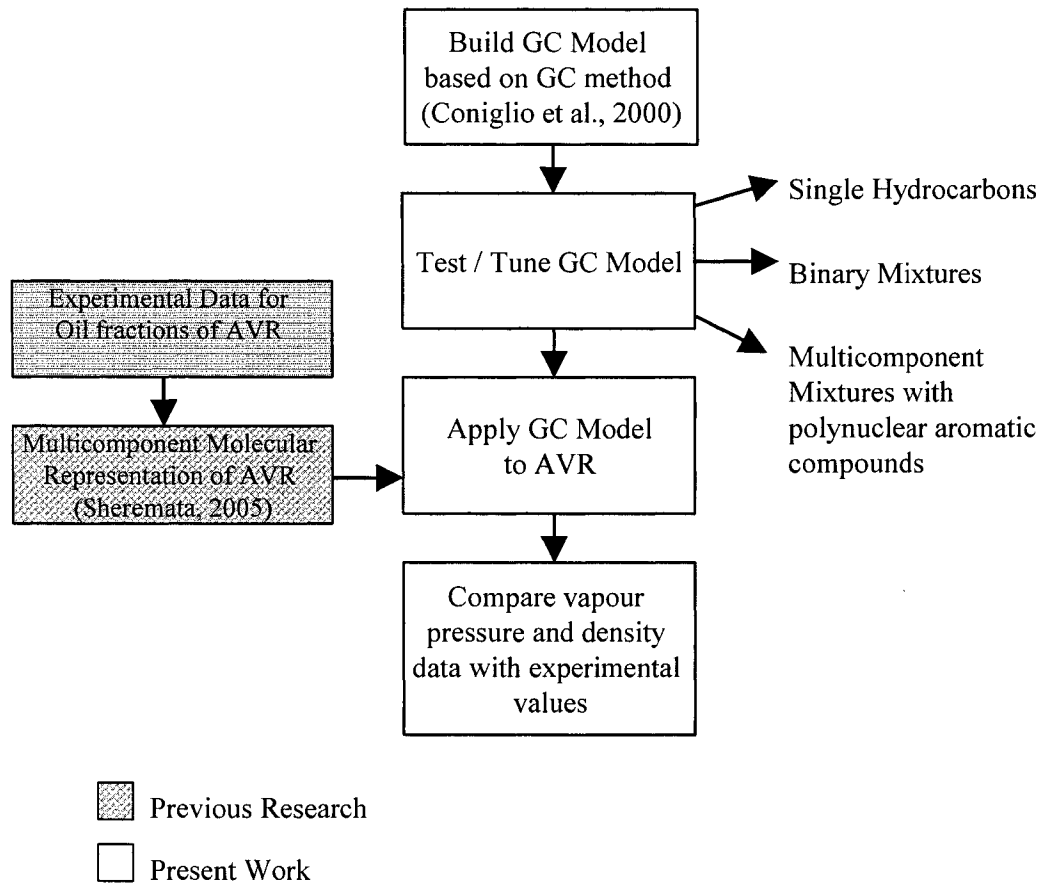 Build GC Model
based on GC method
(Coniglio et al., 2000)
Test / Tune GC Model
Single Hydrocarbons
Binary Mixtures
Multicomponent
Mixtures with
polynuclear aromatic
compounds
Experimental Data for
Oil fractions of AVR
Multicomponent Molecular
Representation of AVR
(Sheremata, 2005)
Apply GC Model
to AVR
Compare vapour
pressure and density
data with experimental
values
Previous Research
Present Work